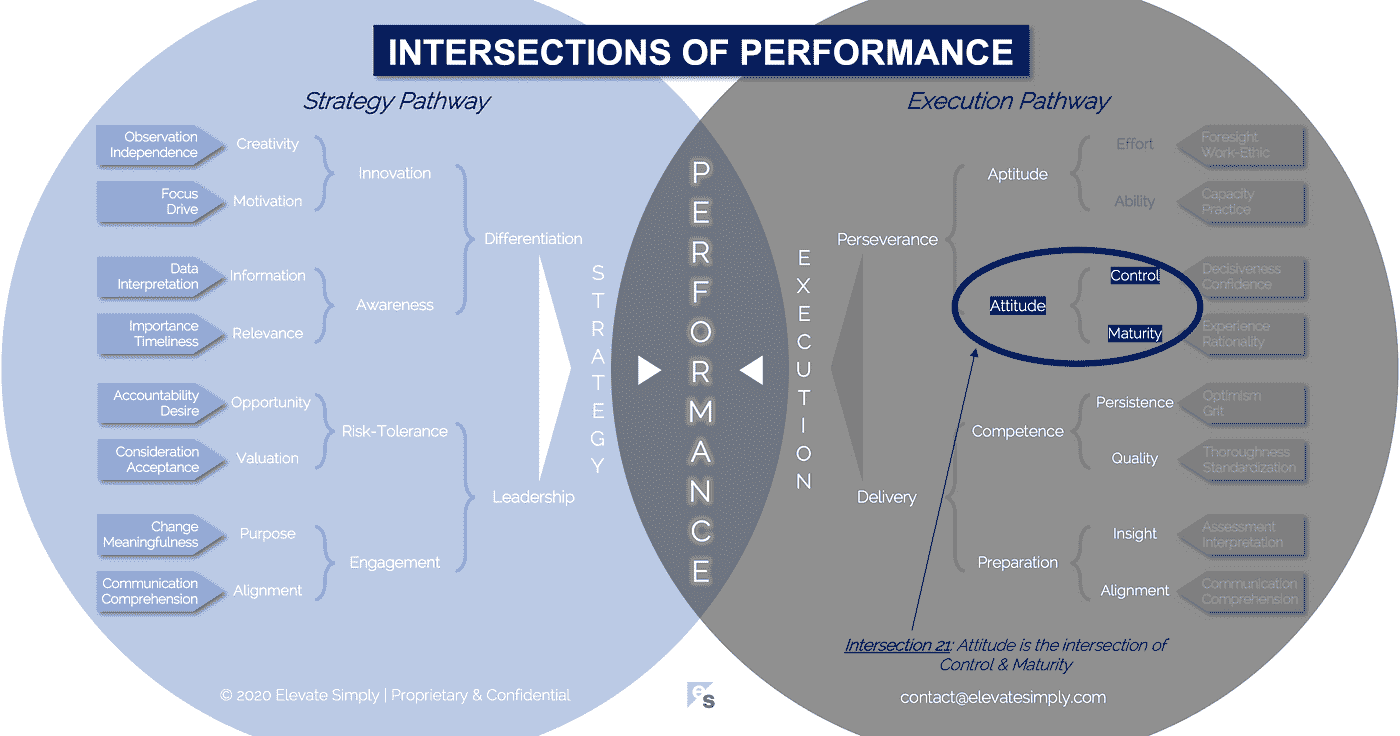 INTERSECTIONS OF PERFORMANCE
Strategy Pathway
Observation
Independence
Creativity
Focus
Drive
Motivation
Innovation
Data
Interpretation
Information
Importance
Timeliness
Relevance
Awareness
Differentiation
Accountability
Desire
Opportunity
Consideration
Acceptance
Valuation
Risk-Tolerance
Change
Meaningfulness
Purpose
Communication
Comprehension
Alignment
Engagement
Leadership
STRATEGY
PERFORMANCE
EXECUTION
Execution Pathway
Perseverance
Aptitude
Effort
Foresight
Work-Ethic
Ability
Capacity
Practice
Attitude
Control
Decisiveness
Confidence
Maturity
Experience
Rationality
Delivery
Competence
Persistence
Optimism
Grit
Quality
Thoroughness
Standardization
Preparation
Insight
Assessment
Interpretation
Alignment
Communication
Comprehension
Intersection 21: Attitude is the intersection of
Control & Maturity
© 2020 Elevate Simply | Proprietary & Confidential
es
contact@elevatesimply.com